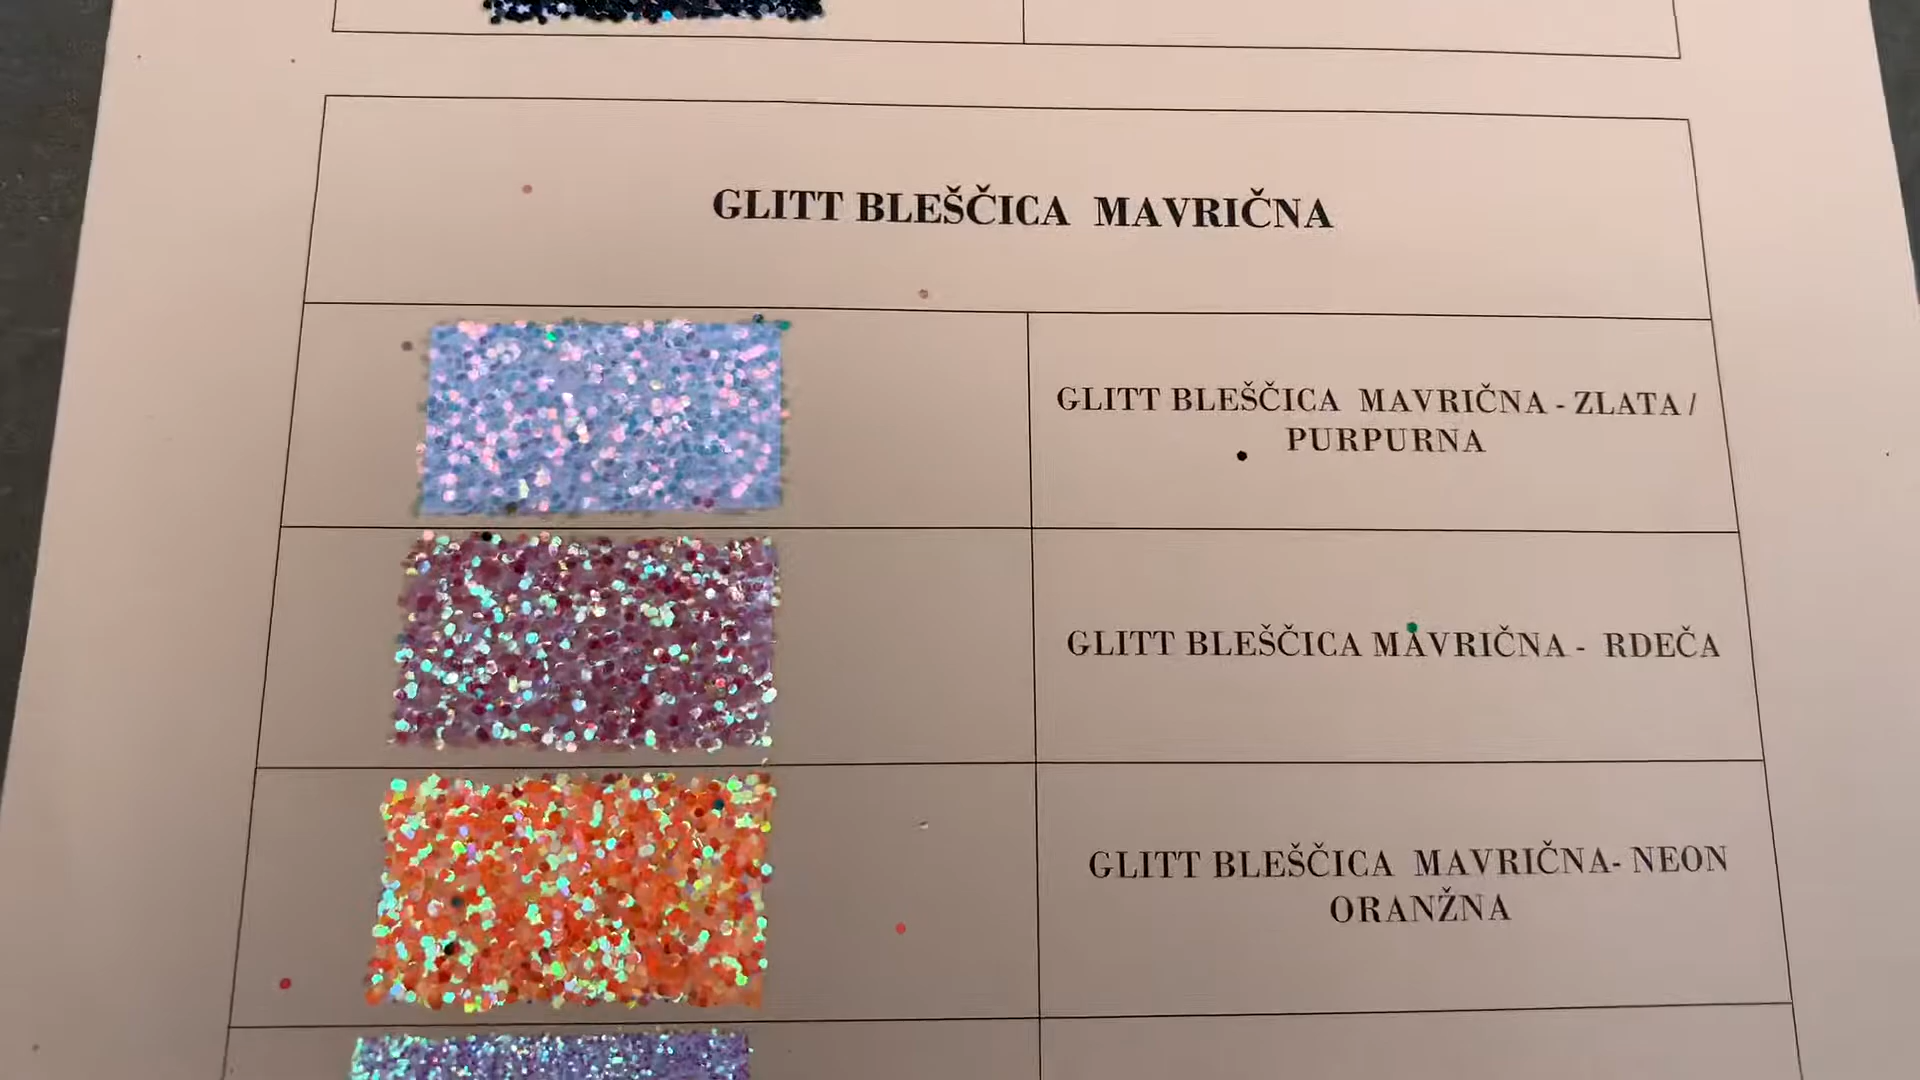 GLITT BLEŠČICA MAVRIČNA
GLITT BLEŠČICA MAVRIČNA - ZLATA /
PURPURNA
GLITT BLEŠČICA MAVRIČNA - RDEČA
GLITT BLEŠČICA MAVRIČNA- NEON
ORANŽNA